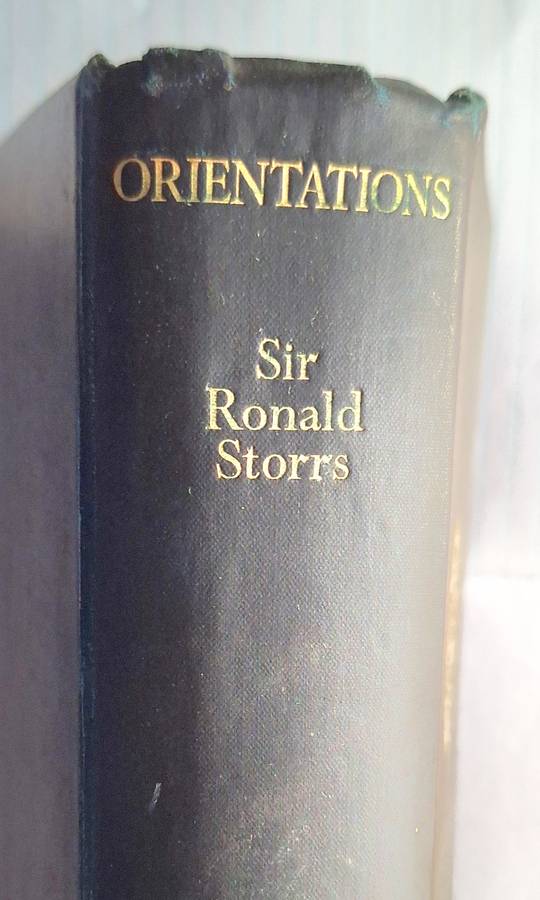 ORIENTATIONS
Sir
Ronald
Storrs